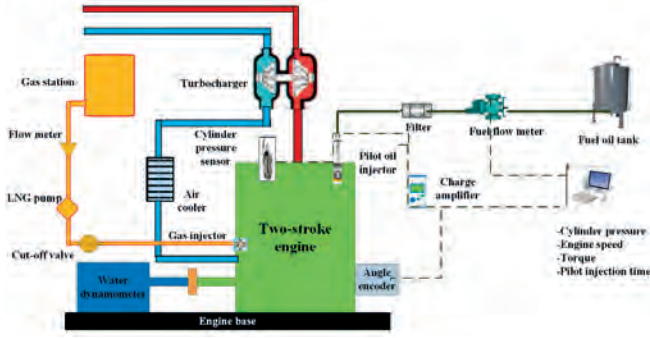 Gas station
Turbocharger
Flow meter
Cylinder
pressure
sensor
Filter
Fuel flow meter
Fuel oil tank
Pilot oil
injector
Charge
amplifier
LNG pump
Air
cooler
Gas injector
Two-stroke
engine
Cut-off valve
Water
dynamometer
Angle
encoder
Engine base
-Cylinder pressure
-Engine speed
-Torque
-Pilot injection time